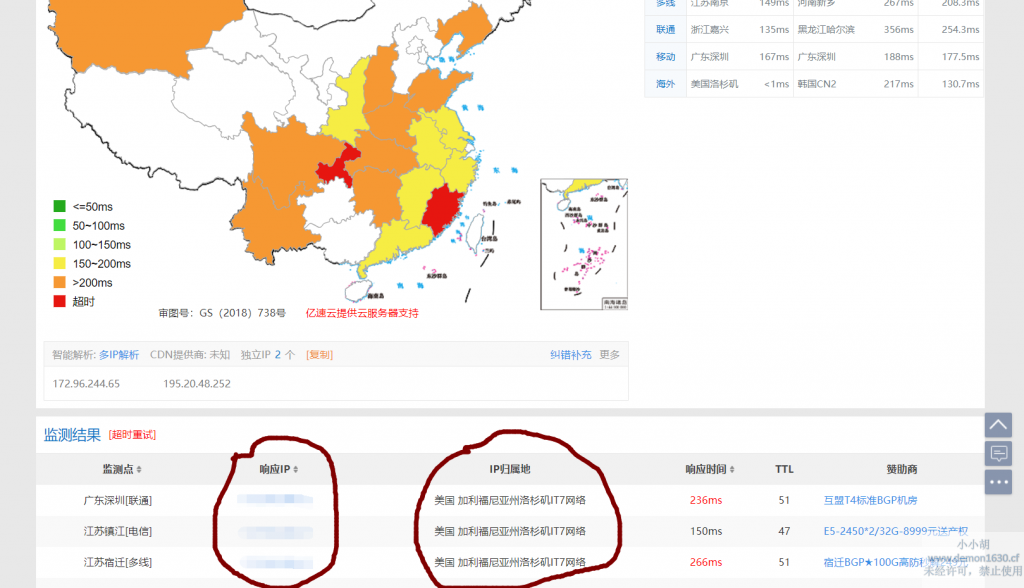 多线 江苏南京 149ms 河南新乡 267ms 208.3ms
联通 浙江嘉兴 135ms 黑龙江哈尔滨 356ms 254.3ms
移动 广东深圳 167ms 广东深圳 188ms 177.5ms
海外 美国洛杉矶 <1ms 韩国CN2 217ms 130.7ms
<=50ms
50~100ms
100~150ms
150~200ms
>200ms
超时
台湾岛
东沙群岛
海南岛
南海诸岛
审图号：GS（2018）738号 亿速云提供云服务器支持
智能解析: 多IP解析 CDN提供商: 未知 独立IP 2 个 [复制] 纠错补充 更多
172.96.244.65 195.20.48.252
监测结果 [超时重试]
监测点 响应IP IP归属地 响应时间 TTL 赞助商
广东深圳[联通] 美国 加利福尼亚州洛杉矶IT7网络 236ms 51 互盟T4标准BGP机房
江苏镇江[电信] 美国 加利福尼亚州洛杉矶IT7网络 150ms 47 E5-2450*2/32G-8999元送产权
江苏宿迁[多线] 美国 加利福尼亚州洛杉矶IT7网络 266ms 51 宿迁BGP★100G高防
小小胡
www.demon1630.cf
未经许可，禁止使用